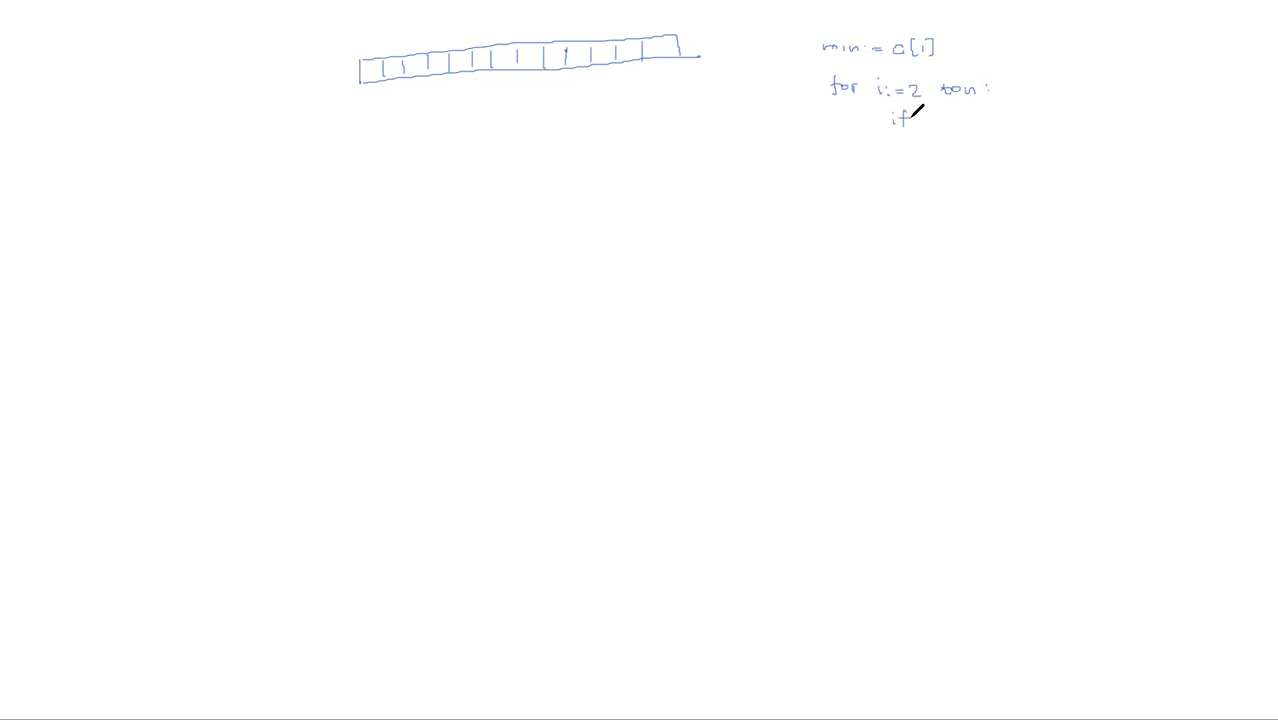 min := a[1]
for i:=2 to n:
if